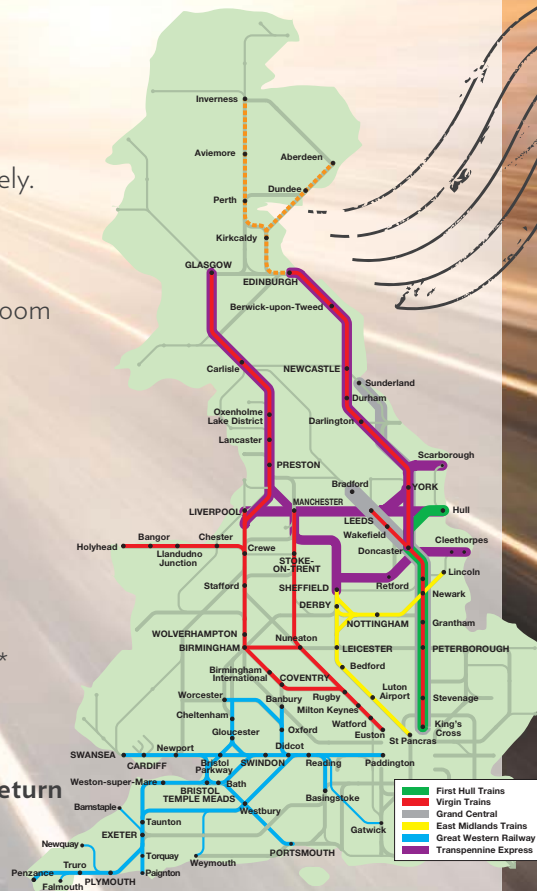 Inverness
Aviemore
Aberdeen
ely.
Dundee
Perth
Kirkcaldy
GLASGOW
EDINBURGH
Berwick-upon-Tweed
oom
Carlisle
NEWCASTLE
Sunderland
Durham
Oxenholme
Lake District
Darlington
Lancaster
Scarborough
PRESTON
Bradford
YORK
LIVERPOOL
MANCHESTER
Hull
LEEDS
Wakefield
Cleethorpes
Bangor
Chester
Holyhead
Llandudno
Junction
Crewe
Doncaster
STOKE-
ON-TRENT
Lincoln
Stafford
SHEFFIELD
Retford
Newark
DERBY
NOTTINGHAM
Grantham
WOLVERHAMPTON
Nuneaton
BIRMINGHAM
LEICESTER
PETERBOROUGH
*
Bedford
Birmingham
International
COVENTRY
Worcester
Banbury
Rugby
Luton
Airport
Stevenage
Cheltenham
Milton Keynes
Gloucester
Oxford
Watford
King's
Cross
Euston
St Pancras
Didcot
Newport
SWANSEA
CARDIFF
Bristol
Parkway
SWINDON
Reading
Paddington
Weston-super-Mare
Bath
eturn
BRISTOL
TEMPLE MEADS
Basingstoke
Barnstaple
Westbury
Taunton
Gatwick
EXETER
Newquay
PORTSMOUTH
Torquay
Weymouth
Truro
Penzance
Paignton
Falmouth
PLYMOUTH
First Hull Trains
Virgin Trains
Grand Central
East Midlands Trains
Great Western Railway
Transpennine Express